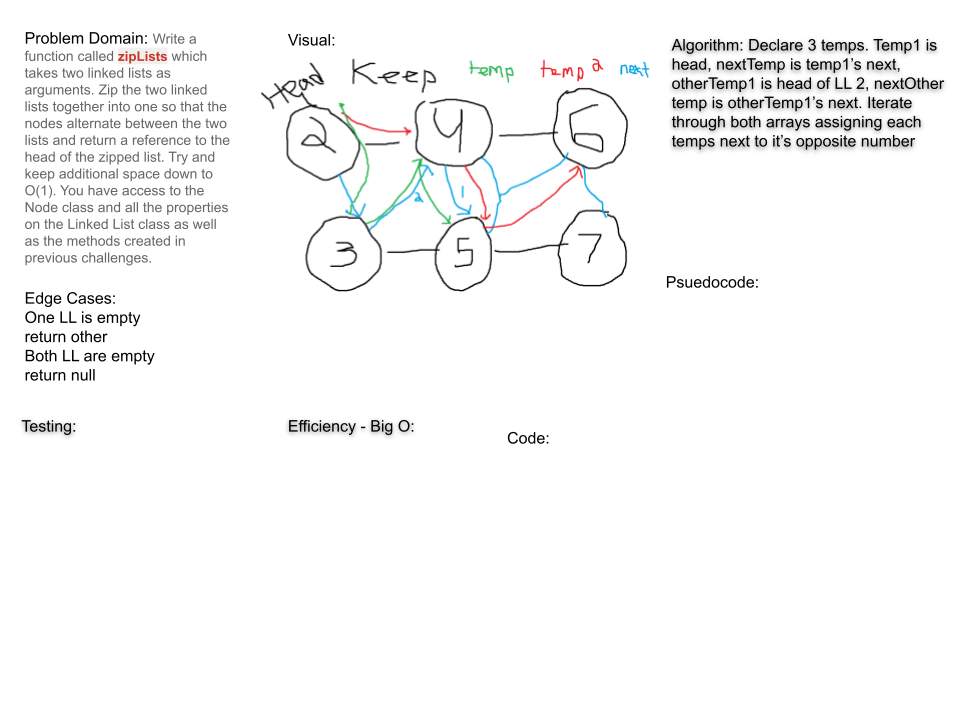 Problem Domain: Write a
function called zipLists which
takes two linked lists as
arguments. Zip the two linked
lists together into one so that the
nodes alternate between the two
lists and return a reference to the
head of the zipped list. Try and
keep additional space down to
O(1). You have access to the
Node class and all the properties
on the Linked List class as well
as the methods created in
previous challenges.
Edge Cases:
One LL is empty
return other
Both LL are empty
return null
Visual:
Head Keep temp temp2 next
2 4 6
2 1
3 5 7
Algorithm: Declare 3 temps. Temp1 is
head, nextTemp is temp1’s next,
otherTemp1 is head of LL 2, nextOther
temp is otherTemp1’s next. Iterate
through both arrays assigning each
temps next to it’s opposite number
Psuedocode:
Testing:
Efficiency - Big O:
Code: